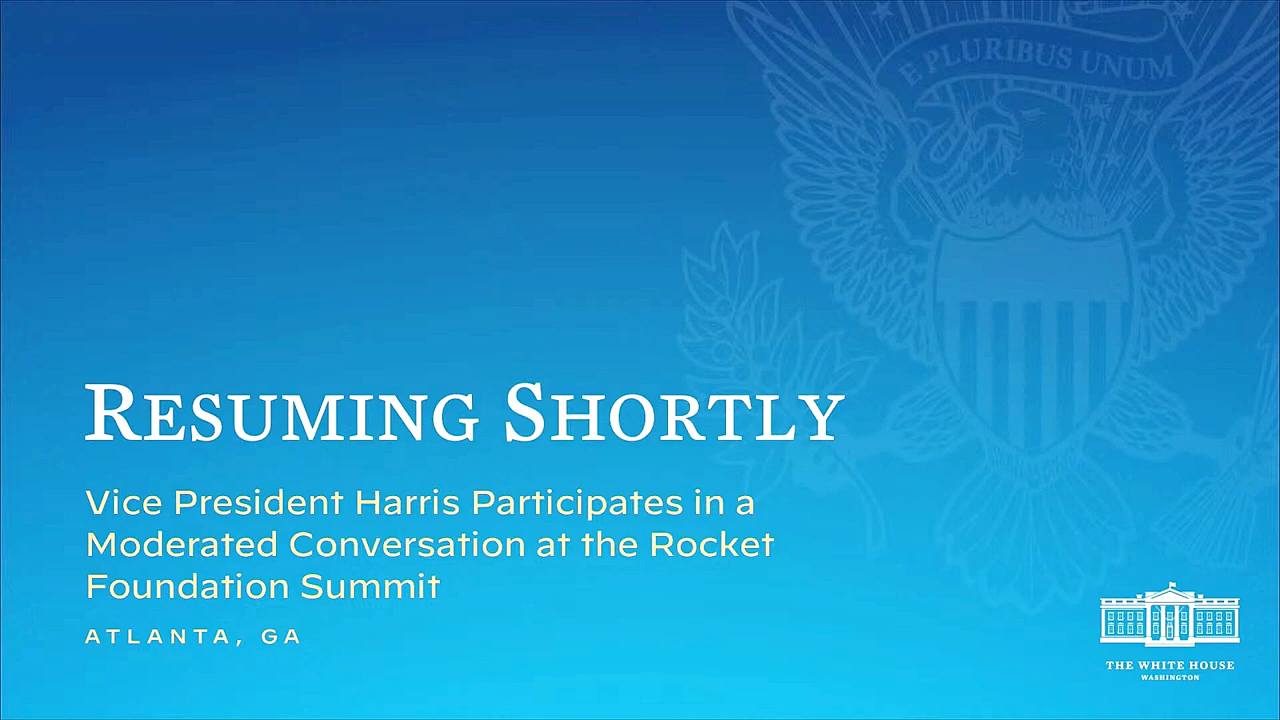 E PLURIBUS UNUM
RESUMING SHORTLY
Vice President Harris Participates in a
Moderated Conversation at the Rocket
Foundation Summit
ATLANTA, GA
THE WHITE HOUSE
WASHINGTON